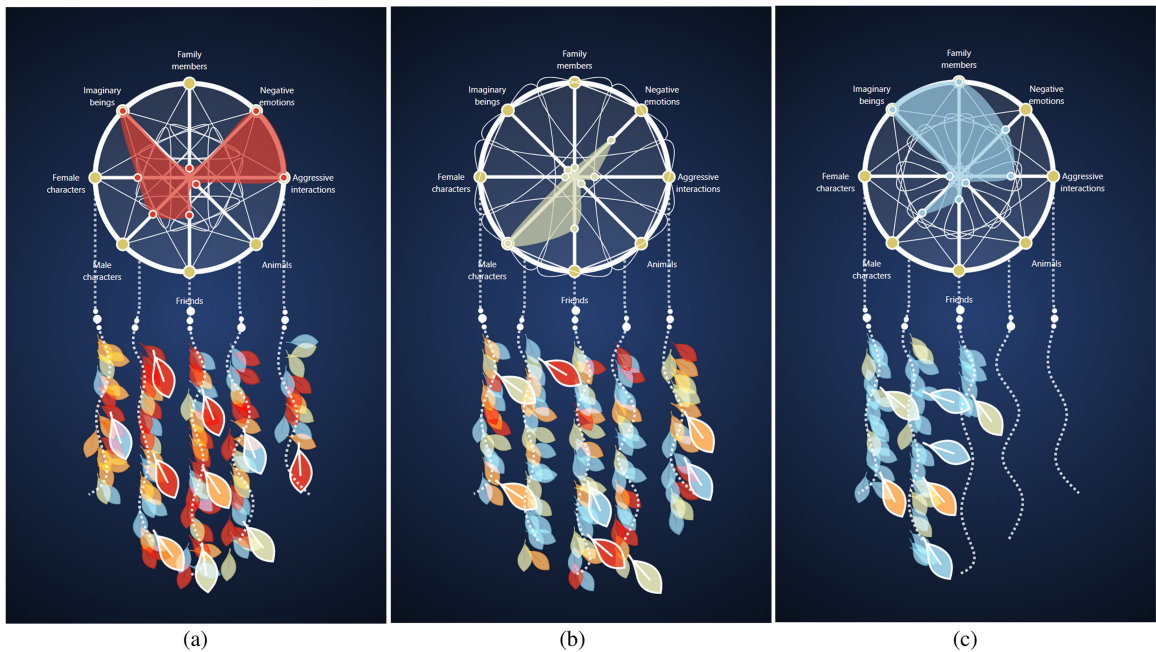 Family
members
Imaginary
beings
Negative
emotions
Female
characters
Aggressive
interactions
Male
characters
Animals
Friends
(a)
Family
members
Imaginary
beings
Negative
emotions
Female
characters
Aggressive
interactions
Male
characters
Animals
Friends
(b)
Family
members
Imaginary
beings
Negative
emotions
Female
characters
Aggressive
interactions
Male
characters
Animals
Friends
(c)